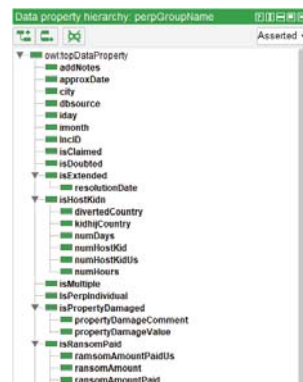 Data property hierarchy: perpGroupName
Asserted
owl:topDataProperty
addNotes
approxDate
city
dbsource
iday
imonth
IncID
isClaimed
isDoubted
isExtended
resolutionDate
isHostKidn
divertedCountry
kidhijCountry
numDays
numHostKid
numHostKidUs
numHours
isMultiple
isPerpIndividual
isPropertyDamaged
propertyDamageComment
propertyDamageValue
isRansomPaid
ramsomAmountPaidUs
ransomAmount
ransomAmountPaid